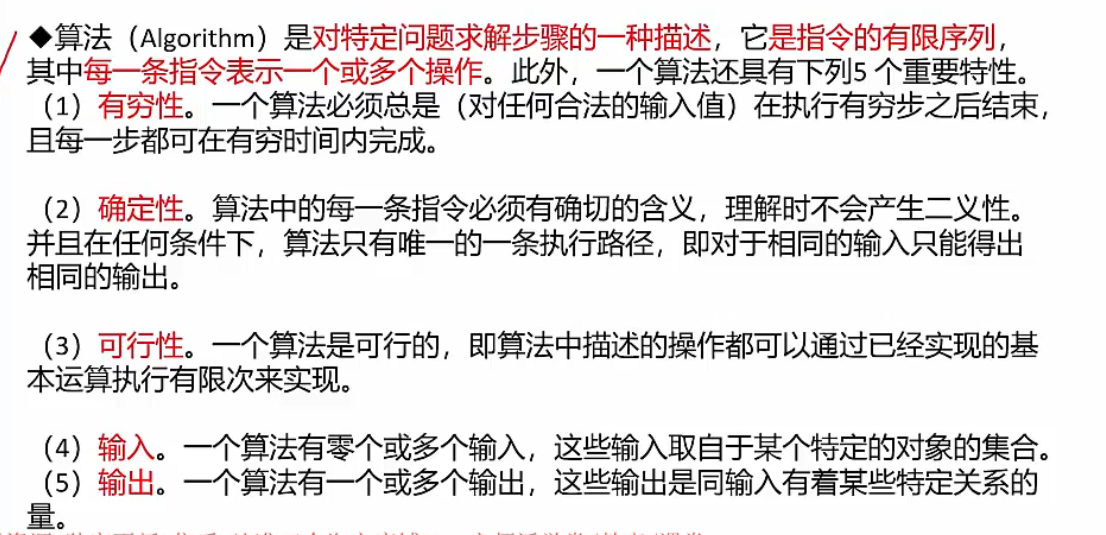 ◆算法（Algorithm）是对特定问题求解步骤的一种描述，它是指令的有限序列，
其中每一条指令表示一个或多个操作。此外，一个算法还具有下列5 个重要特性。
（1）有穷性。一个算法必须总是（对任何合法的输入值）在执行有穷步之后结束，
且每一步都可在有穷时间内完成。
（2）确定性。算法中的每一条指令必须有确切的含义，理解时不会产生二义性。
并且在任何条件下，算法只有唯一的一条执行路径，即对于相同的输入只能得出
相同的输出。
（3）可行性。一个算法是可行的，即算法中描述的操作都可以通过已经实现的基
本运算执行有限次来实现。
（4）输入。一个算法有零个或多个输入，这些输入取自于某个特定的对象的集合。
（5）输出。一个算法有一个或多个输出，这些输出是同输入有着某些特定关系的
量。